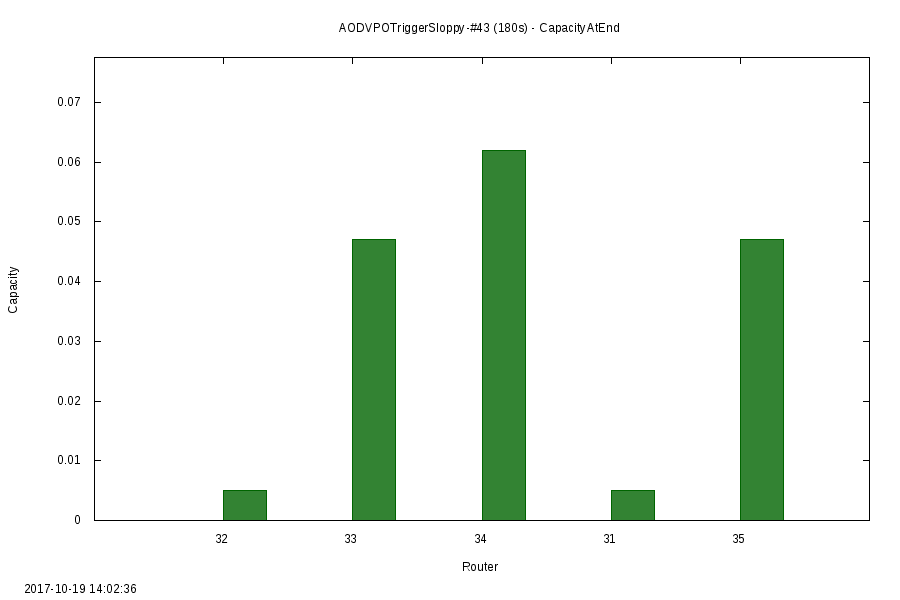 AODVPOTriggerSloppy-#43 (180s) - CapacityAtEnd
0.07
0.06
0.05
0.04
0.03
0.02
0.01
0
Capacity
32 33 34 31 35
Router
2017-10-19 14:02:36